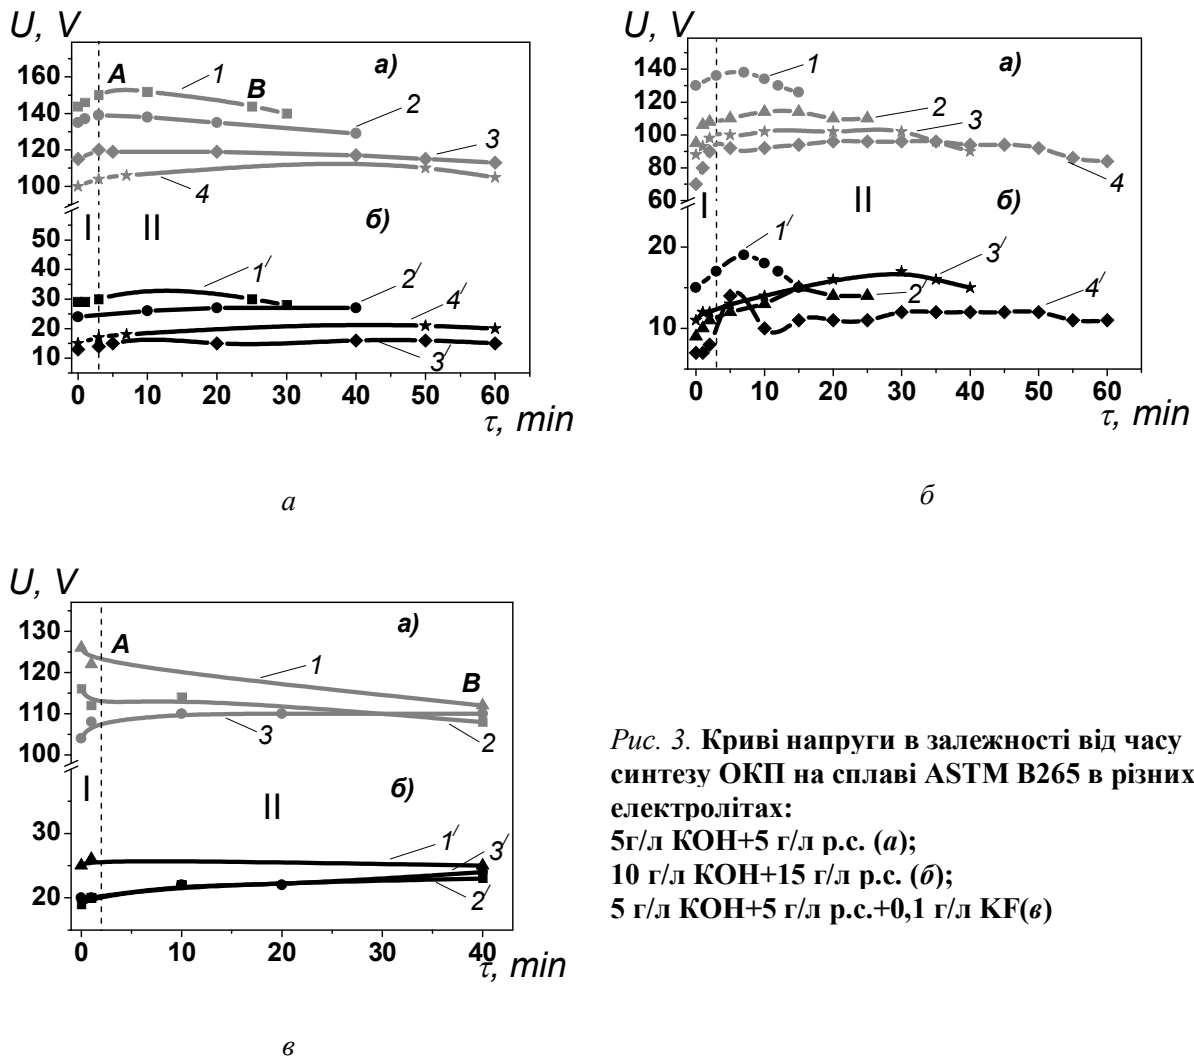 U, V
160
140
120
100
50
40
30
20
10
A
B
а)
б)
I
II
1
2
3
4
1/
2/
4/
3/
0 10 20 30 40 50 60
τ, min
а
U, V
140
120
100
80
60
20
10
а)
б)
I
II
1
2
3
4
1/
3/
2/
4/
0 10 20 30 40 50 60
τ, min
б
U, V
130
120
110
100
30
20
A
B
а)
б)
I
II
1
2
3
1/
3/
2/
0 10 20 30 40
τ, min
в
Рис. 3. Криві напруги в залежності від часу
синтезу ОКП на сплаві ASTM B265 в різних
електролітах:
5г/л КОН+5 г/л р.с. (а);
10 г/л КОН+15 г/л р.с. (б);
5 г/л КОН+5 г/л р.с.+0,1 г/л KF(в)